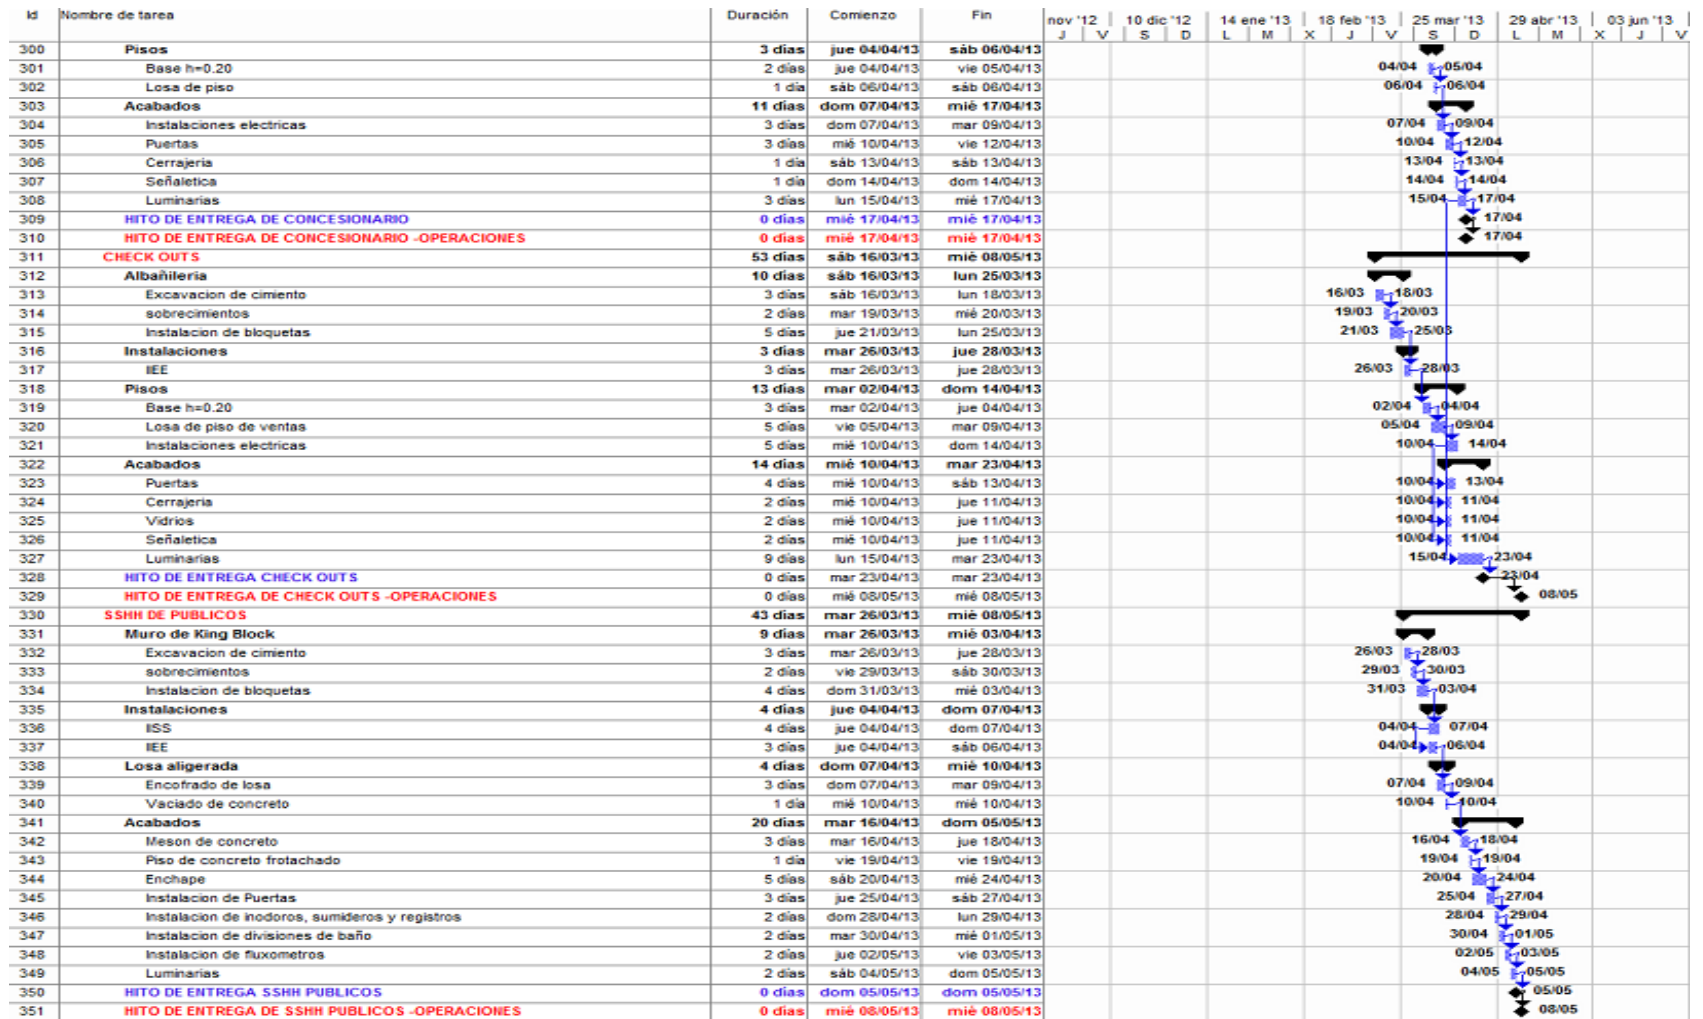 Id Nombre de tarea Duración Comienzo Fin nov '12 10 dic '12 14 ene '13 18 feb '13 25 mar '13 29 abr '13 03 jun '13
J V S D L M X J V S D L M X J V
300 Pisos 3 días jue 04/04/13 sáb 06/04/13
301 Base h=0.20 2 días jue 04/04/13 vie 05/04/13 04/04 05/04
302 Losa de piso 1 día sáb 06/04/13 sáb 06/04/13 06/04 06/04
303 Acabados 11 días dom 07/04/13 mié 17/04/13
304 Instalaciones electricas 3 días dom 07/04/13 mar 09/04/13 07/04 09/04
305 Puertas 3 días mié 10/04/13 vie 12/04/13 10/04 12/04
306 Cerrajeria 1 día sáb 13/04/13 sáb 13/04/13 13/04 13/04
307 Señaletica 1 día dom 14/04/13 dom 14/04/13 14/04 14/04
308 Luminarias 3 días lun 15/04/13 mié 17/04/13 15/04 17/04
309 HITO DE ENTREGA DE CONCESIONARIO 0 días mié 17/04/13 mié 17/04/13 17/04
310 HITO DE ENTREGA DE CONCESIONARIO -OPERACIONES 0 días mié 17/04/13 mié 17/04/13 17/04
311 CHECK OUTS 53 días sáb 16/03/13 mié 08/05/13
312 Albañileria 10 días sáb 16/03/13 lun 25/03/13
313 Excavacion de cimiento 3 días sáb 16/03/13 lun 18/03/13 16/03 18/03
314 sobrecimientos 2 días mar 19/03/13 mié 20/03/13 19/03 20/03
315 Instalacion de bloquetas 5 días jue 21/03/13 lun 25/03/13 21/03 25/03
316 Instalaciones 3 días mar 26/03/13 jue 28/03/13
317 IEE 3 días mar 26/03/13 jue 28/03/13 26/03 28/03
318 Pisos 13 días mar 02/04/13 dom 14/04/13
319 Base h=0.20 3 días mar 02/04/13 jue 04/04/13 02/04 04/04
320 Losa de piso de ventas 5 días vie 05/04/13 mar 09/04/13 05/04 09/04
321 Instalaciones electricas 5 días mié 10/04/13 dom 14/04/13 10/04 14/04
322 Acabados 14 días mié 10/04/13 mar 23/04/13
323 Puertas 4 días mié 10/04/13 sáb 13/04/13 10/04 13/04
324 Cerrajeria 2 días mié 10/04/13 jue 11/04/13 10/04 11/04
325 Vidrios 2 días mié 10/04/13 jue 11/04/13 10/04 11/04
326 Señaletica 2 días mié 10/04/13 jue 11/04/13 10/04 11/04
327 Luminarias 9 días lun 15/04/13 mar 23/04/13 15/04 23/04
328 HITO DE ENTREGA CHECK OUTS 0 días mar 23/04/13 mar 23/04/13 23/04
329 HITO DE ENTREGA DE CHECK OUTS -OPERACIONES 0 días mié 08/05/13 mié 08/05/13 08/05
330 SSHH DE PUBLICOS 43 días mar 26/03/13 mié 08/05/13
331 Muro de King Block 9 días mar 26/03/13 mié 03/04/13
332 Excavacion de cimiento 3 días mar 26/03/13 jue 28/03/13 26/03 28/03
333 sobrecimientos 2 días vie 29/03/13 sáb 30/03/13 29/03 30/03
334 Instalacion de bloquetas 4 días dom 31/03/13 mié 03/04/13 31/03 03/04
335 Instalaciones 4 días jue 04/04/13 dom 07/04/13
336 IISS 4 días jue 04/04/13 dom 07/04/13 04/04 07/04
337 IEE 3 días jue 04/04/13 sáb 06/04/13 04/04 06/04
338 Losa aligerada 4 días dom 07/04/13 mié 10/04/13
339 Encofrado de losa 3 días dom 07/04/13 mar 09/04/13 07/04 09/04
340 Vaciado de concreto 1 día mié 10/04/13 mié 10/04/13 10/04 10/04
341 Acabados 20 días mar 16/04/13 dom 05/05/13
342 Meson de concreto 3 días mar 16/04/13 jue 18/04/13 16/04 18/04
343 Piso de concreto frotachado 1 día vie 19/04/13 vie 19/04/13 19/04 19/04
344 Enchape 5 días sáb 20/04/13 mié 24/04/13 20/04 24/04
345 Instalacion de Puertas 3 días jue 25/04/13 sáb 27/04/13 25/04 27/04
346 Instalacion de inodoros, sumideros y registros 2 días dom 28/04/13 lun 29/04/13 28/04 29/04
347 Instalacion de divisiones de baño 2 días mar 30/04/13 mié 01/05/13 30/04 01/05
348 Instalacion de fluxometros 2 días jue 02/05/13 vie 03/05/13 02/05 03/05
349 Luminarias 2 días sáb 04/05/13 dom 05/05/13 04/05 05/05
350 HITO DE ENTREGA SSHH PUBLICOS 0 días dom 05/05/13 dom 05/05/13 05/05
351 HITO DE ENTREGA DE SSHH PUBLICOS -OPERACIONES 0 días mié 08/05/13 mié 08/05/13 08/05